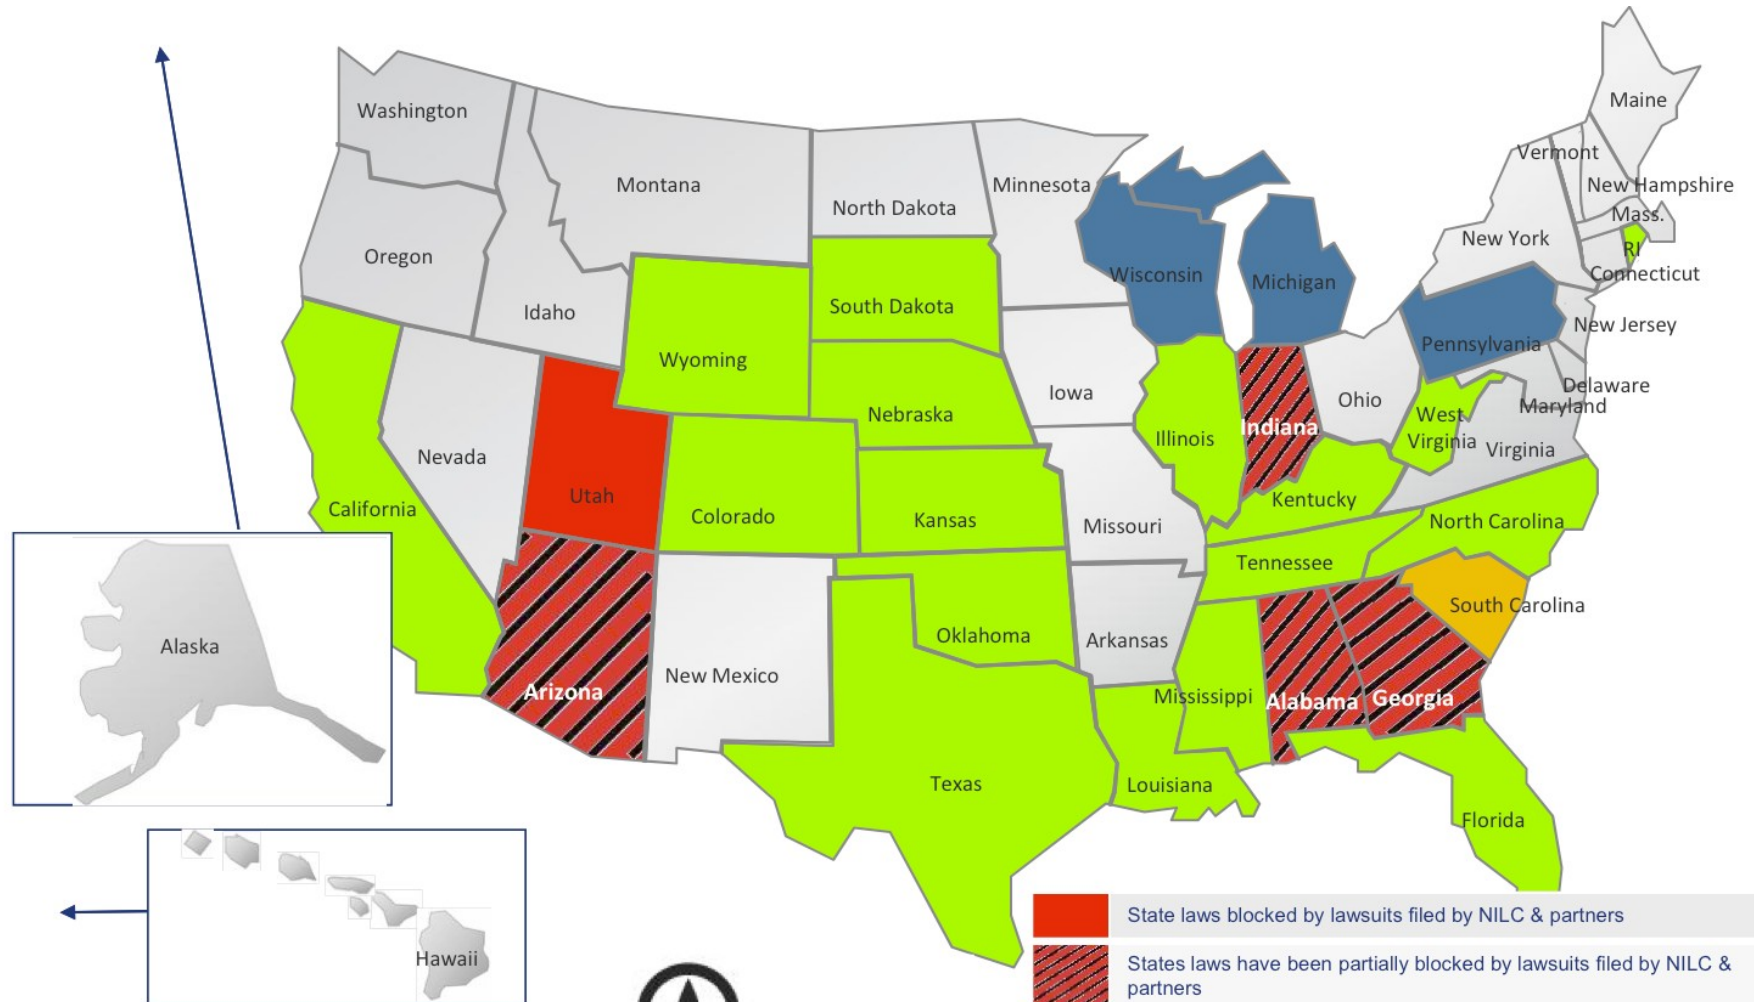 Maine
Washington
Vermont
Montana
Minnesota
New Hampshire
North Dakota
Mass.
New York
RI
Oregon
Connecticut
Wisconsin
Michigan
South Dakota
Idaho
New Jersey
Pennsylvania
Wyoming
Delaware
Iowa
Ohio
Maryland
Nebraska
West
Virginia
Indiana
Illinois
Virginia
Nevada
Utah
Kentucky
California
Colorado
Kansas
Missouri
North Carolina
Tennessee
South Carolina
Alaska
Oklahoma
Arkansas
New Mexico
Arizona
Mississippi
Alabama
Georgia
Texas
Louisiana
Florida
Hawaii
State laws blocked by lawsuits filed by NILC & partners
States laws have been partially blocked by lawsuits filed by NILC &
partners